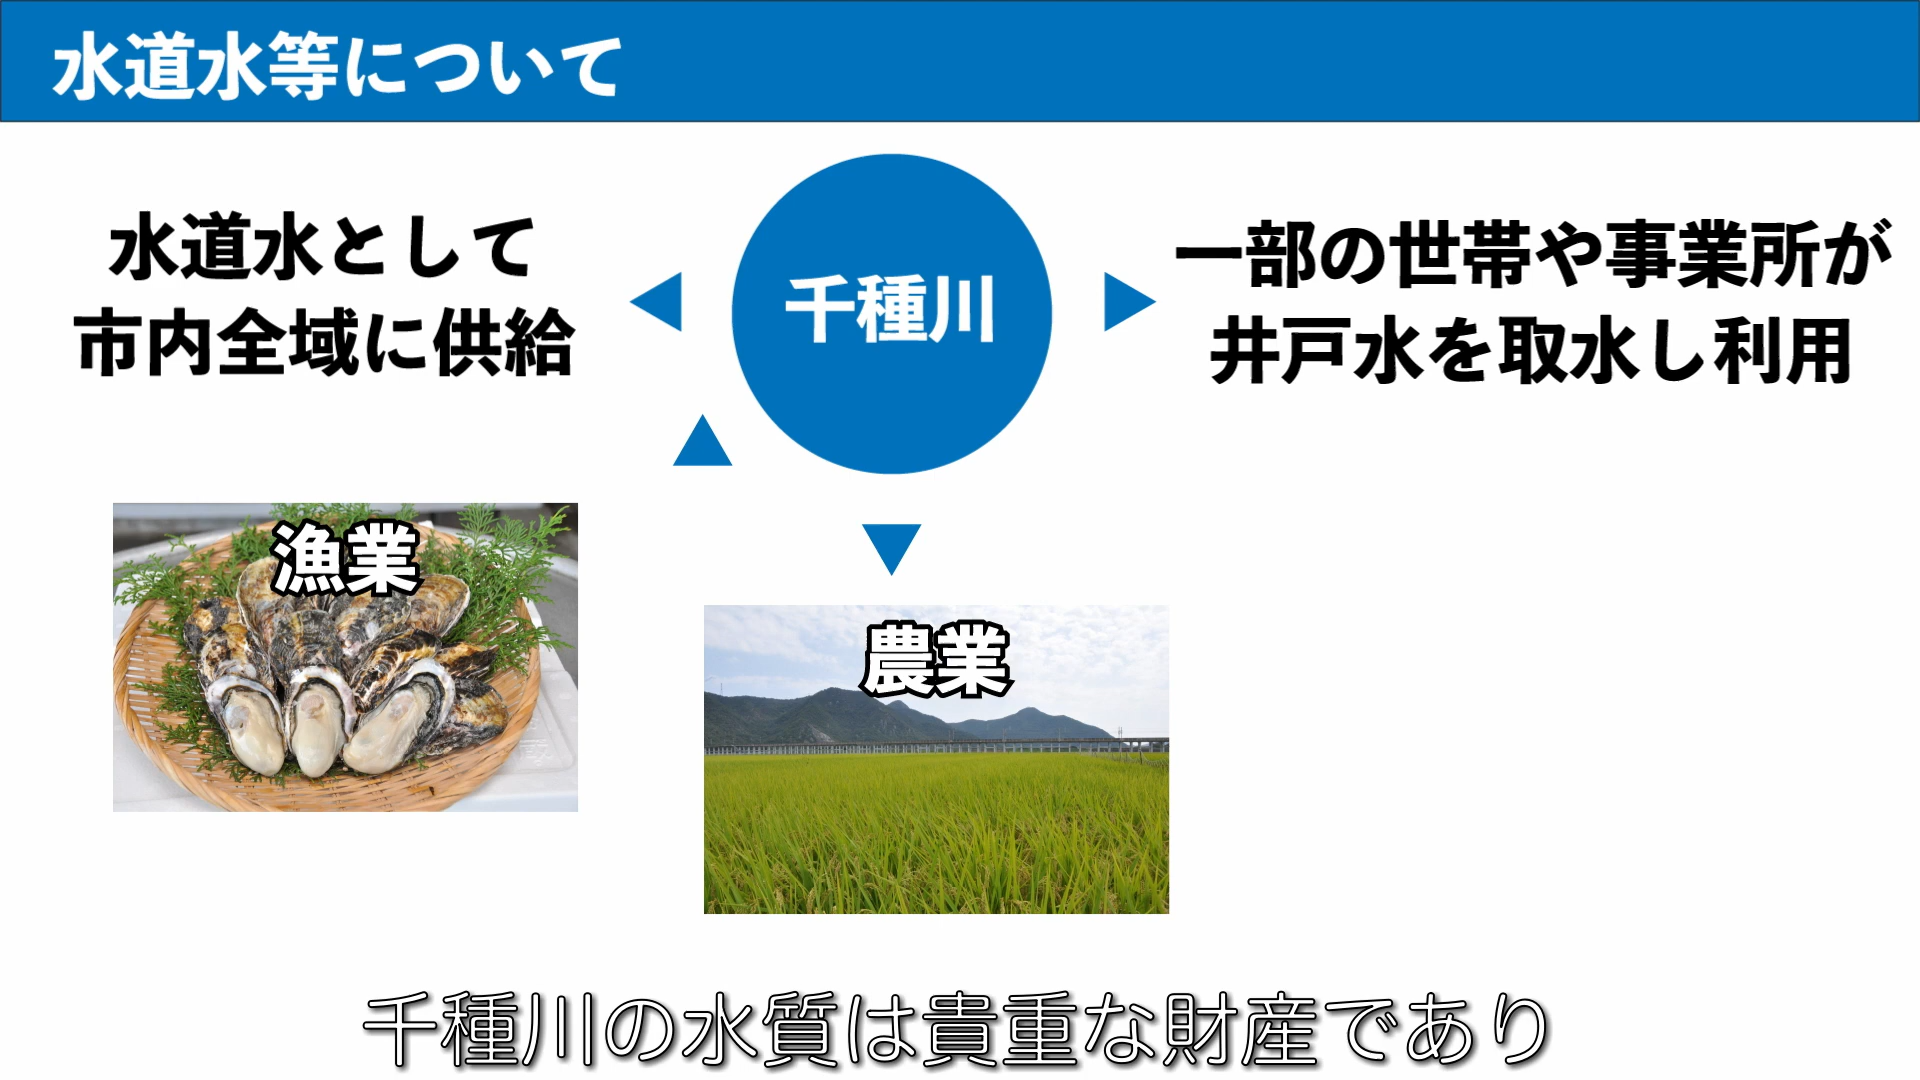 水道水等について
水道水として
市内全域に供給
千種川
一部の世帯や事業所が
井戸水を取水し利用
漁業
農業
千種川の水質は貴重な財産であり